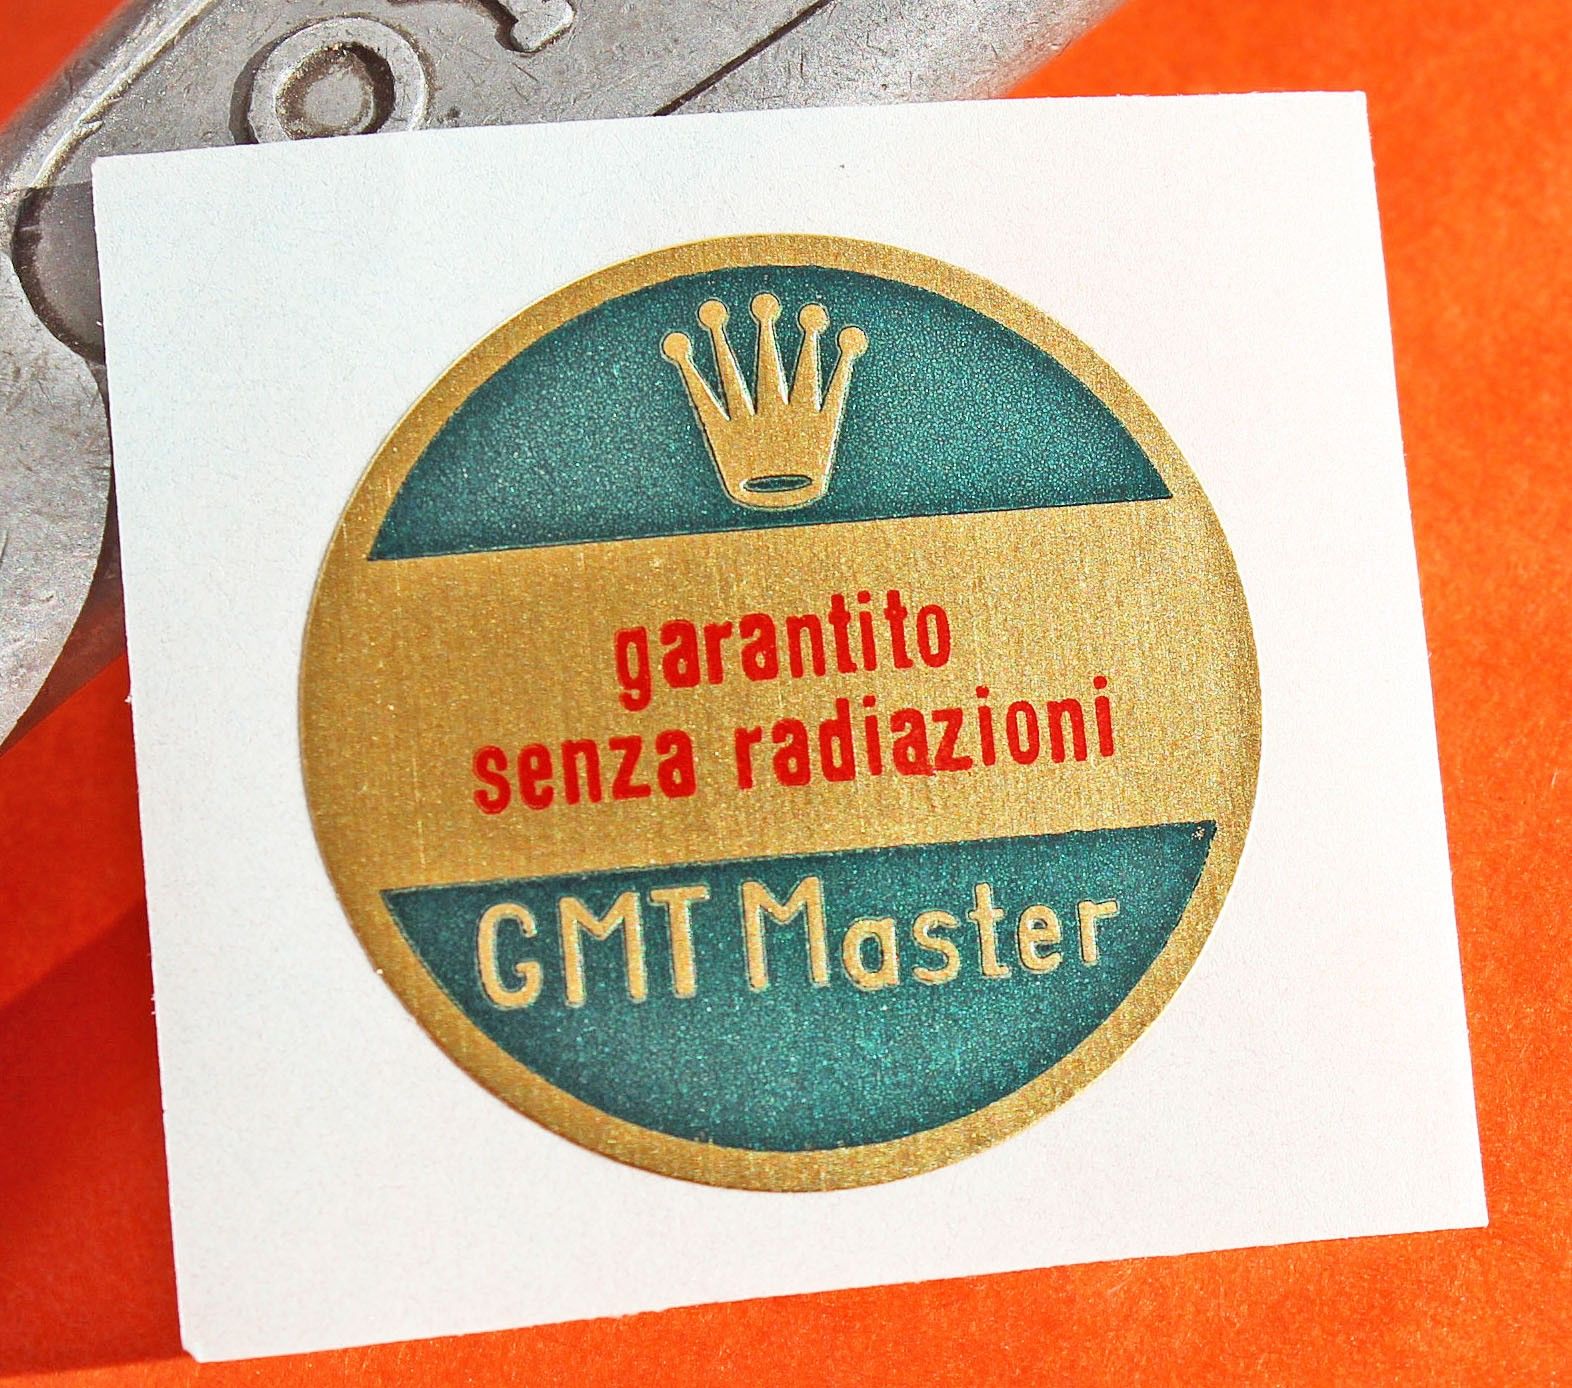 garantito
senza radiazioni
GMT Master